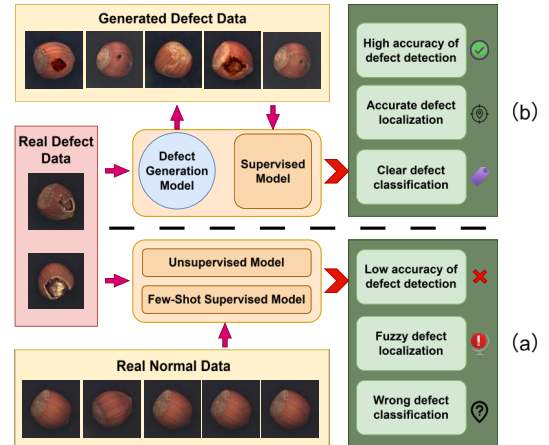 Generated Defect Data
High accuracy of
defect detection
Accurate defect
localization
Clear defect
classification
(b)
Real Defect
Data
Defect
Generation
Model
Supervised
Model
Unsupervised Model
Few-Shot Supervised Model
Low accuracy of
defect detection
Fuzzy defect
localization
Wrong defect
classification
(a)
Real Normal Data